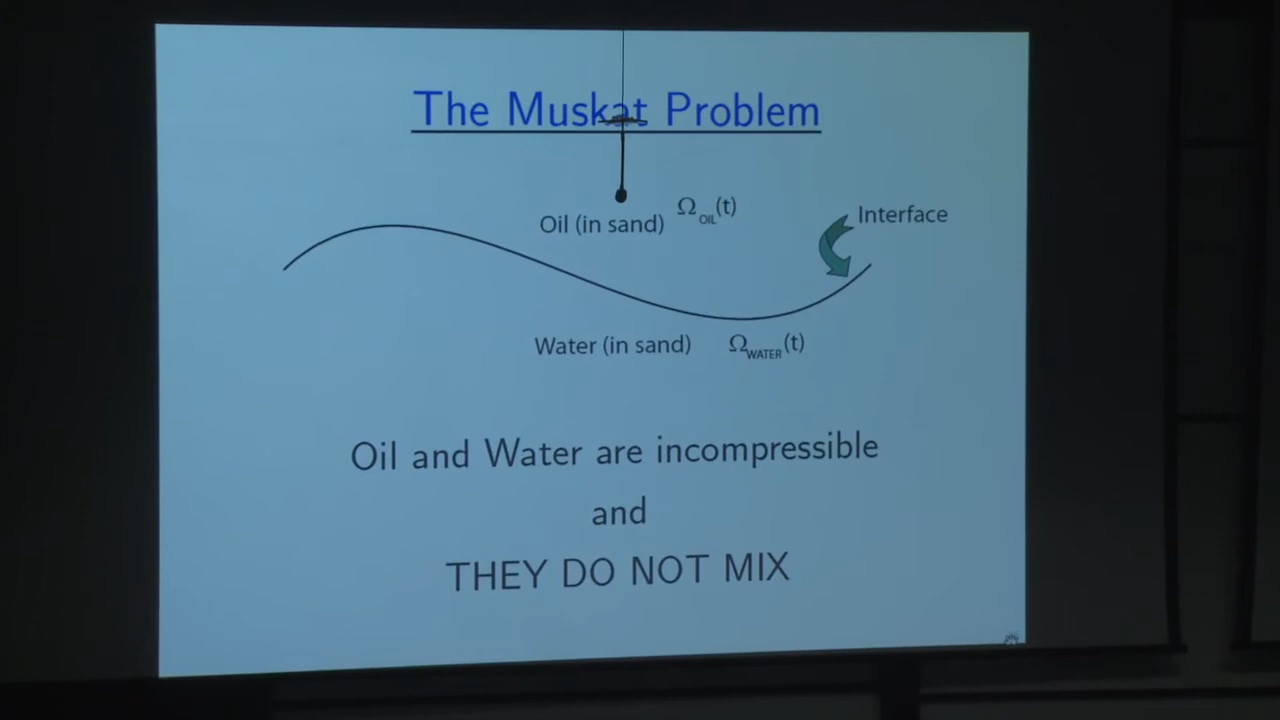 The Muskat Problem
Oil (in sand) Ω_OIL(t)
Interface
Water (in sand) Ω_WATER(t)
Oil and Water are incompressible
and
THEY DO NOT MIX